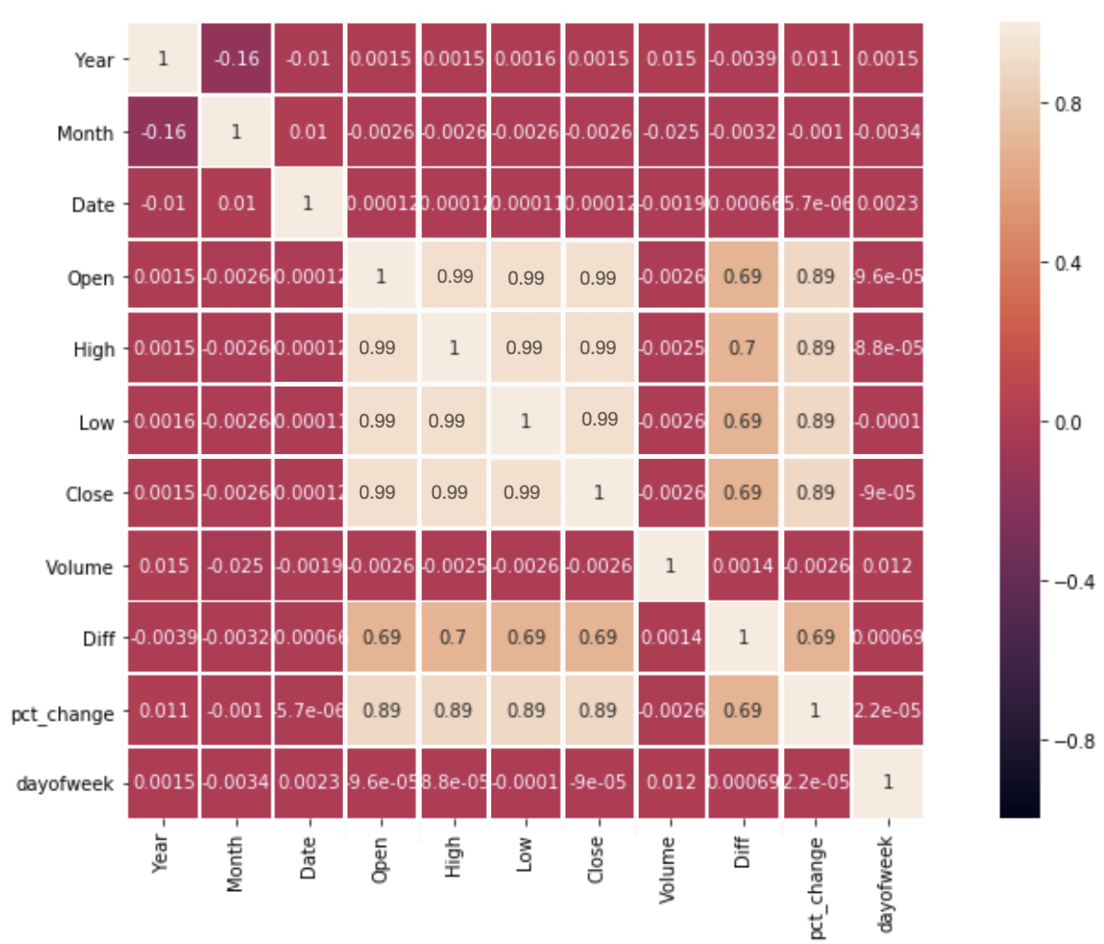 Year 1 -0.16 -0.01 0.0015 0.0015 0.0016 0.0015 0.015 -0.0039 0.011 0.0015
0.8
Month -0.16 1 0.01 -0.0026 -0.0026 -0.0026 -0.0026 -0.025 -0.0032 -0.001 -0.0034
Date -0.01 0.01 1 0.00012 0.00012 0.00011 0.00012 -0.0019 0.00066 5.7e-06 0.0023
0.4
Open 0.0015 -0.0026 0.00012 1 0.99 0.99 0.99 -0.0026 0.69 0.89 9.6e-05
High 0.0015 -0.0026 0.00012 0.99 1 0.99 0.99 -0.0025 0.7 0.89 8.8e-05
Low 0.0016 -0.0026 0.00011 0.99 0.99 1 0.99 -0.0026 0.69 0.89 -0.0001
0.0
Close 0.0015 -0.0026 0.00012 0.99 0.99 0.99 1 -0.0026 0.69 0.89 -9e-05
Volume 0.015 -0.025 -0.0019 -0.0026 -0.0025 -0.0026 -0.0026 1 0.0014 -0.0026 0.012
-0.4
Diff -0.0039 -0.0032 0.00066 0.69 0.7 0.69 0.69 0.0014 1 0.69 0.00069
pct_change 0.011 -0.001 5.7e-06 0.89 0.89 0.89 0.89 -0.0026 0.69 1 2.2e-05
-0.8
dayofweek 0.0015 -0.0034 0.0023 9.6e-05 8.8e-05 -0.0001 -9e-05 0.012 0.00069 2.2e-05 1
Year Month Date Open High Low Close Volume Diff pct_change dayofweek